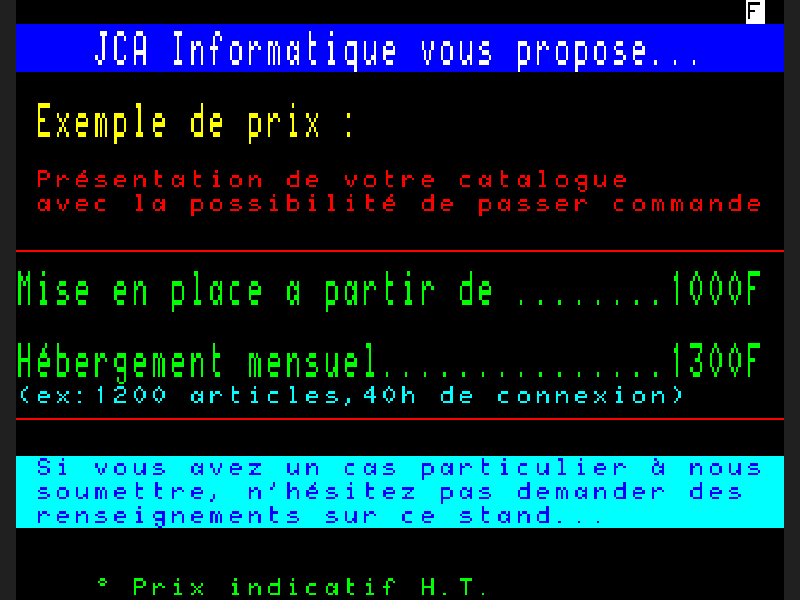 F
JCA Informatique vous propose...
Exemple de prix :
Présentation de votre catalogue
avec la possibilité de passer commande
Mise en place a partir de ........1000F
Hébergement mensuel...............1300F
(ex:1200 articles,40h de connexion)
Si vous avez un cas particulier à nous
soumettre, n'hésitez pas demander des
renseignements sur ce stand...
° Prix indicatif H.T.